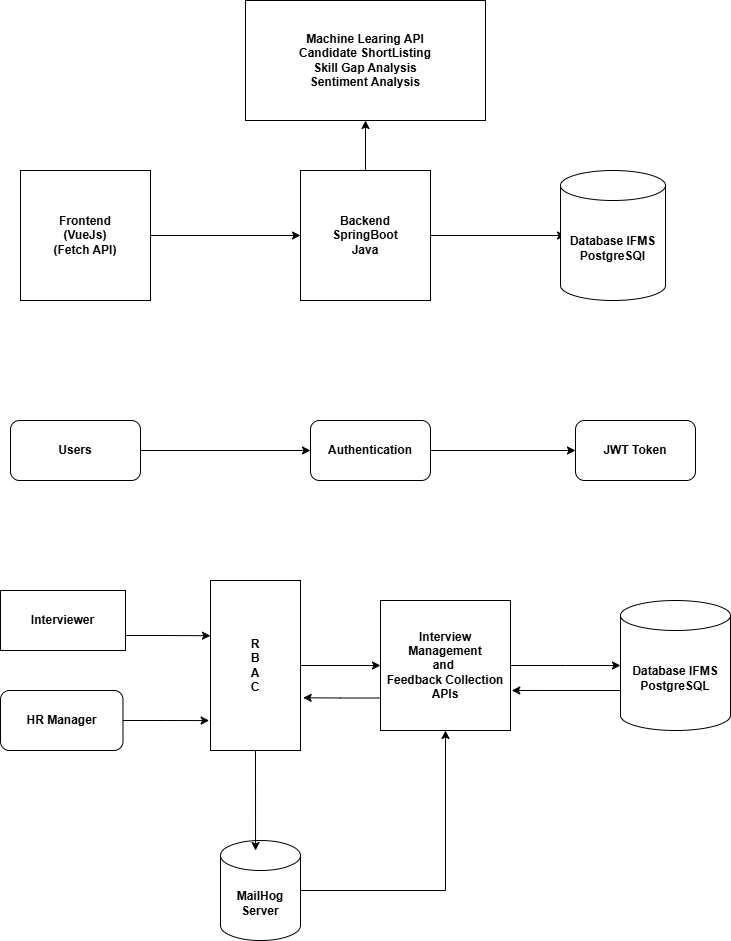 Machine Learing API
Candidate ShortListing
Skill Gap Analysis
Sentiment Analysis
Frontend
(VueJs)
(Fetch API)
Backend
SpringBoot
Java
Database IFMS
PostgreSQl
Users
Authentication
JWT Token
Interviewer
HR Manager
R
B
A
C
Interview
Management
and
Feedback Collection
APIs
Database IFMS
PostgreSQL
MailHog
Server